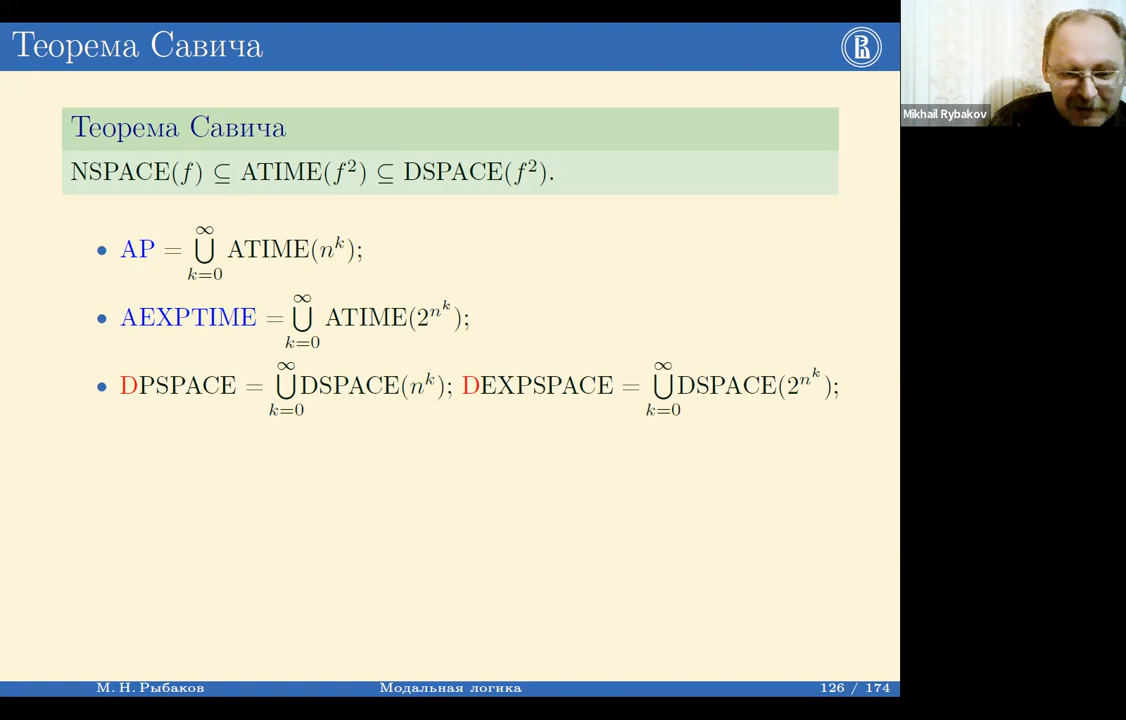 Теорема Савича
Mikhail Rybakov
Теорема Савича
NSPACE(f) ⊆ ATIME(f²) ⊆ DSPACE(f²).
• AP = ⋃_{k=0}^{∞} ATIME(n^k);
• AEXPTIME = ⋃_{k=0}^{∞} ATIME(2^{n^k});
• DPSPACE = ⋃_{k=0}^{∞} DSPACE(n^k); DEXPSPACE = ⋃_{k=0}^{∞} DSPACE(2^{n^k});
М. Н. Рыбаков Модальная логика 126 / 174